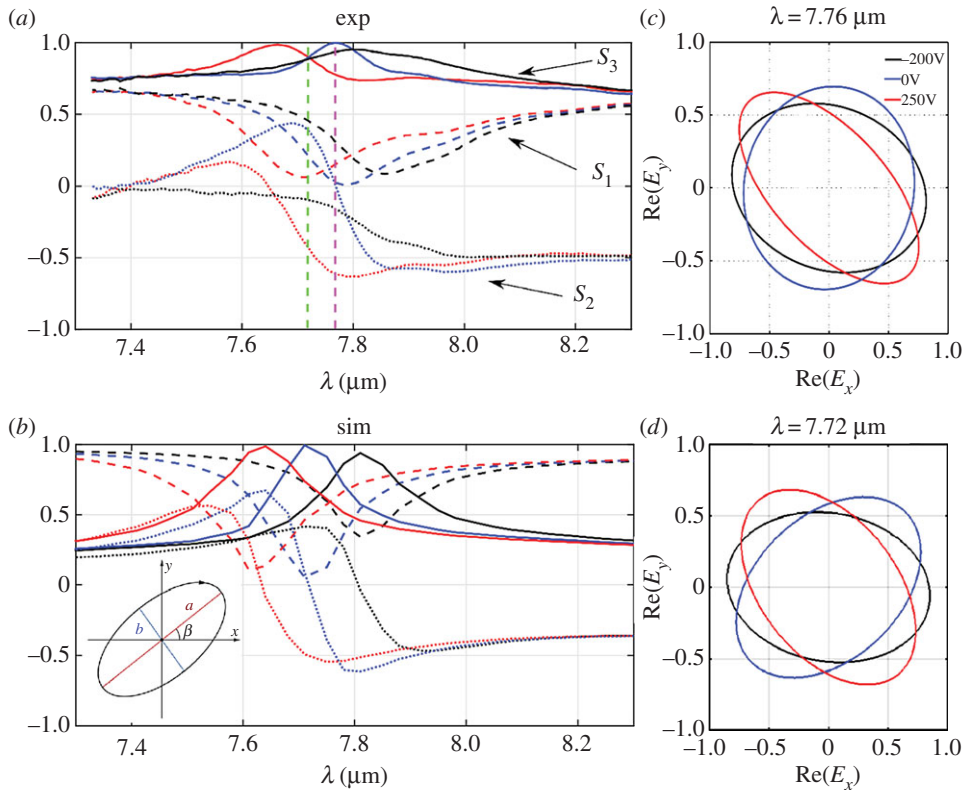 (a)
exp
1.0
0.5
0
−0.5
−1.0
S3
S1
S2
7.4
7.6
7.8
8.0
8.2
λ (μm)
(c)
λ = 7.76 μm
−200V
0V
250V
Re(Ey)
1.0
0.5
0
−0.5
−1.0
−1.0
−0.5
0
0.5
1.0
Re(Ex)
(b)
sim
1.0
0.5
0
−0.5
−1.0
y
a
b
β
x
7.4
7.6
7.8
8.0
8.2
λ (μm)
(d)
λ = 7.72 μm
Re(Ey)
1.0
0.5
0
−0.5
−1.0
−1.0
−0.5
0
0.5
1.0
Re(Ex)